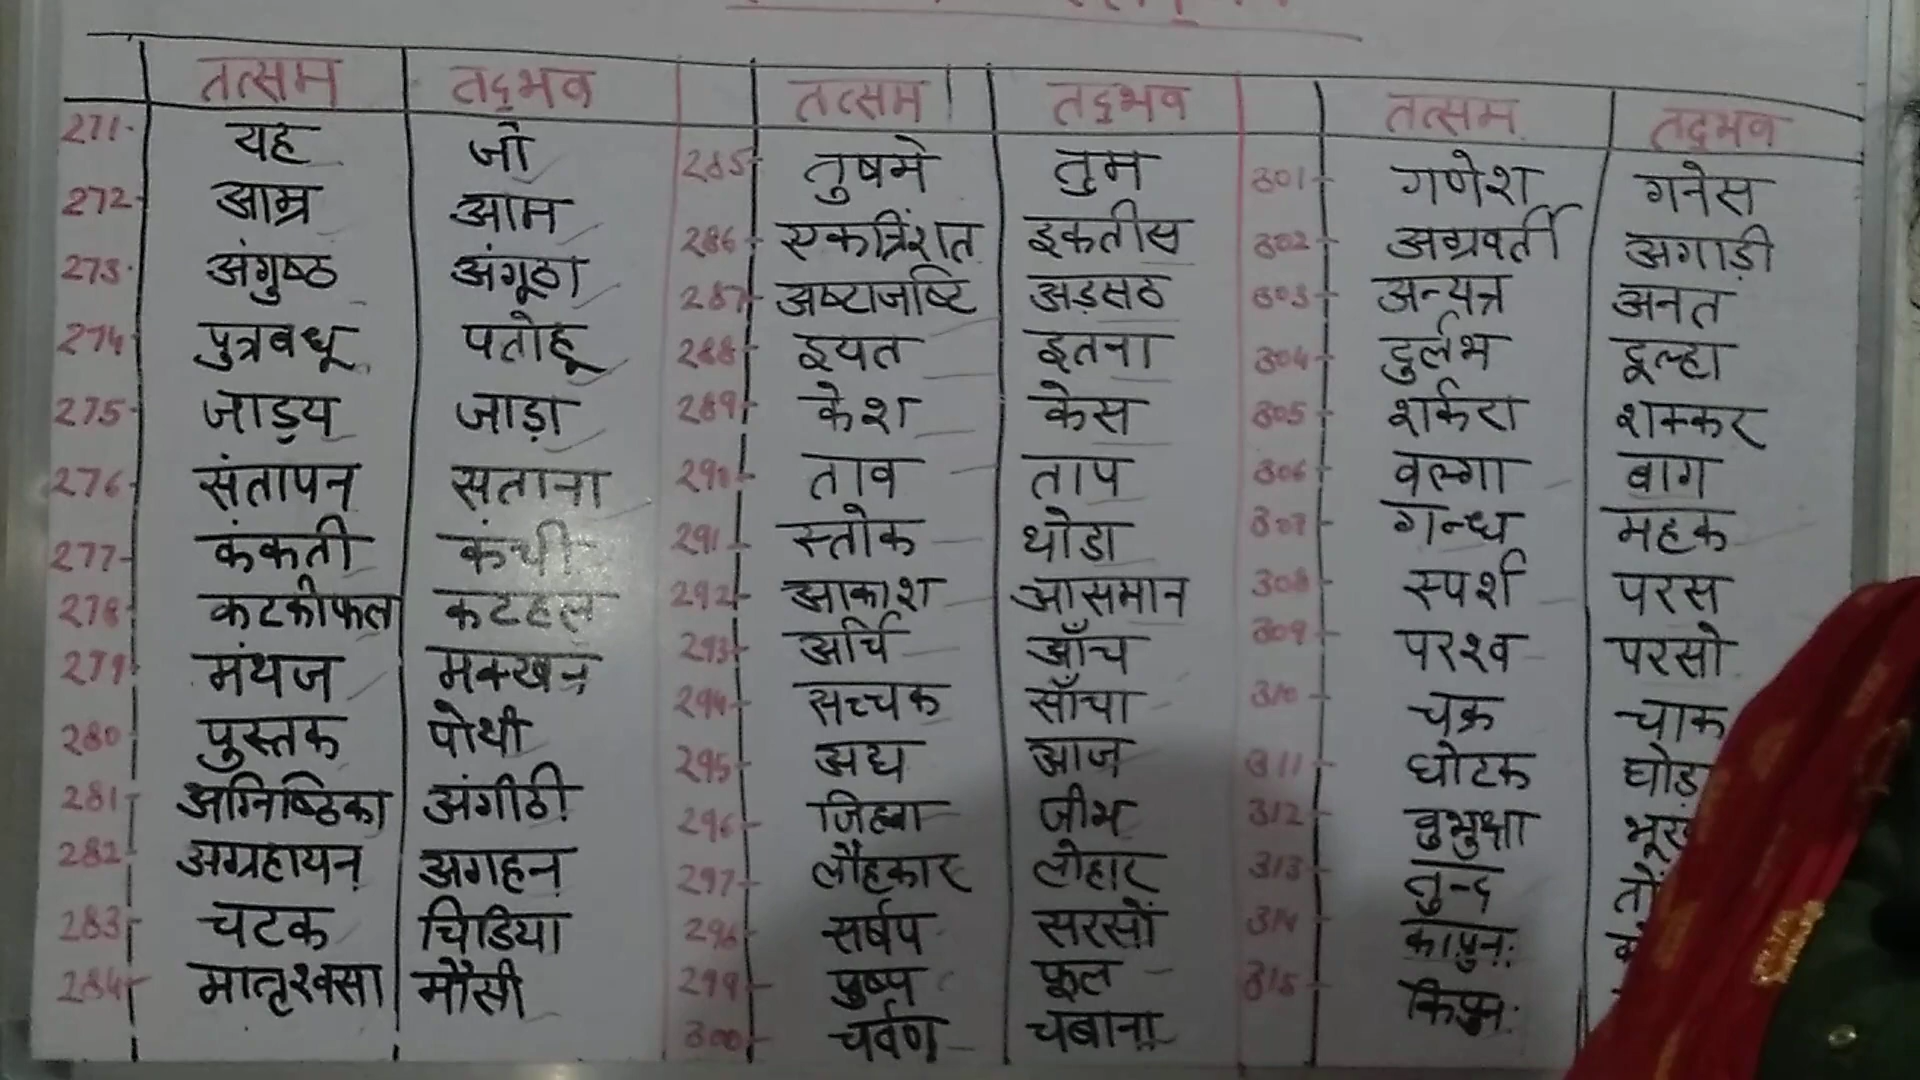 तत्सम तद्भव तत्सम तद्भव तत्सम तद्भव
271 यह जो
272 आम्र आम
273 अंगुष्ठ अंगूठा
274 पुत्रवधू पतोहू
275 जाड्य जाड़ा
276 संतापन सताना
277 कंकती कंघी
278 कटकीफल कटहल
279 मंथज मक्खन
280 पुस्तक पोथी
281 अग्निष्ठिका अंगीठी
282 अग्रहायन अगहन
283 चटक चिडिया
284 मातृश्वसा मौसी
285 तुषमे तुम
286 एकत्रिंशत इकतीस
287 अष्टाजष्टि अड़सठ
288 इयत इतना
289 केश केस
290 ताव ताप
291 स्तोक थोडा
292 आकाश आसमान
293 अर्चि आँच
294 सच्चक साँचा
295 अद्य आज
296 जिह्वा जीभ
297 लौहकार लोहार
298 सर्षप सरसों
299 पुष्प फूल
300 चर्वण चबाना
301 गणेश गनेस
302 अग्रवर्ती अगाड़ी
303 अन्यत्र अनत
304 दुर्लभ दूल्हा
305 शर्करा शक्कर
306 वल्गा बाग
307 गन्ध महक
308 स्पर्श परस
309 परश्व परसो
310 चक्र चाक
311 घोटक घोड़
312 बुभुक्षा भूख
313 तुन्द
314
315